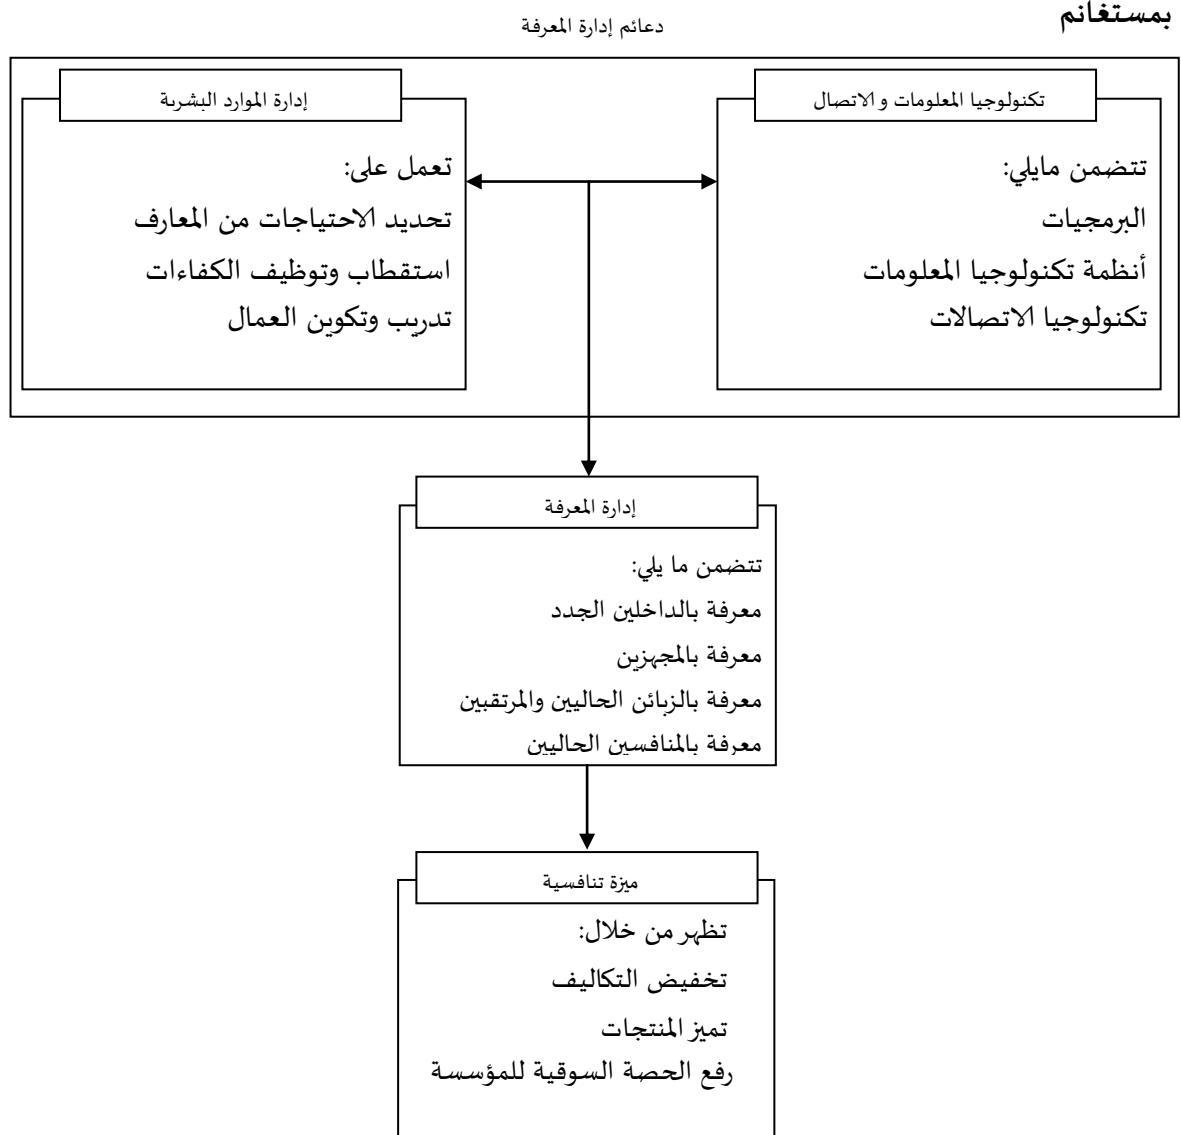 بمستغانم
دعائم إدارة المعرفة
تكنولوجيا المعلومات و الاتصال
تتضمن مايلي:
البرمجيات
أنظمة تكنولوجيا المعلومات
تكنولوجيا الاتصالات
إدارة الموارد البشرية
تعمل على:
تحديد الاحتياجات من المعارف
استقطاب وتوظيف الكفاءات
تدريب وتكوين العمال
إدارة المعرفة
تتضمن ما يلي:
معرفة بالداخلين الجدد
معرفة بالمجهزين
معرفة بالزبائن الحاليين والمرتقبين
معرفة بالمنافسين الحاليين
ميزة تنافسية
تظهر من خلال:
تخفيض التكاليف
تميز المنتجات
رفع الحصة السوقية للمؤسسة